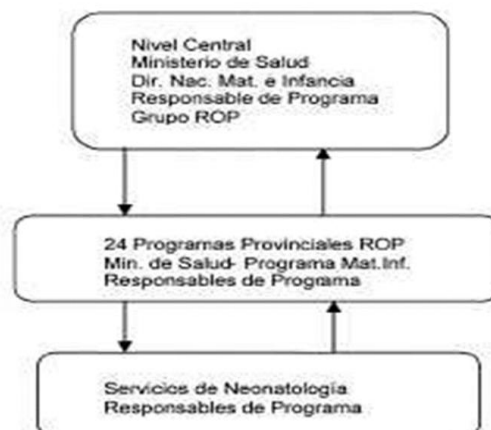 Nivel Central
Ministerio de Salud
Dir. Nac. Mat. e Infancia
Responsable de Programa
Grupo ROP
24 Programas Provinciales ROP
Min. de Salud- Programa Mat.Inf.
Responsables de Programa
Servicios de Neonatología
Responsables de Programa